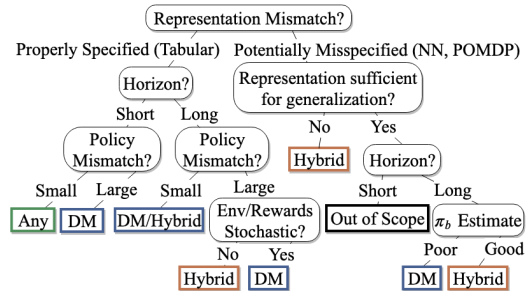 Representation Mismatch?
Properly Specified (Tabular)
Potentially Misspecified (NN, POMDP)
Horizon?
Representation sufficient
for generalization?
Short
Long
No
Yes
Policy
Mismatch?
Policy
Mismatch?
Hybrid
Horizon?
Small
Large
Small
Large
Short
Long
Any
DM
DM/Hybrid
Env/Rewards
Stochastic?
Out of Scope
π_b Estimate
No
Yes
Poor
Good
Hybrid
DM
DM
Hybrid